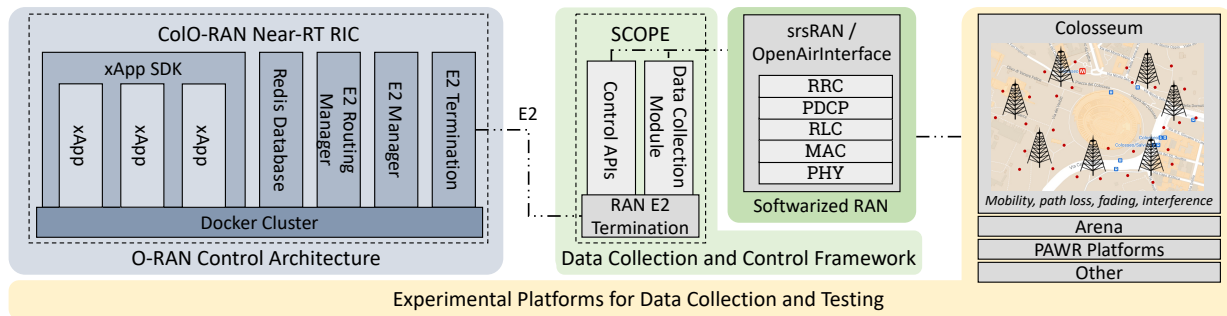 ColO-RAN Near-RT RIC
xApp SDK
xApp
xApp
xApp
Redis Database
E2 Routing
Manager
E2 Manager
E2 Termination
Docker Cluster
O-RAN Control Architecture
E2
SCOPE
Control APIs
Data Collection
Module
RAN E2
Termination
Data Collection and Control Framework
srsRAN /
OpenAirInterface
RRC
PDCP
RLC
MAC
PHY
Softwarized RAN
Colosseum
Mobility, path loss, fading, interference
Arena
PAWR Platforms
Other
Experimental Platforms for Data Collection and Testing